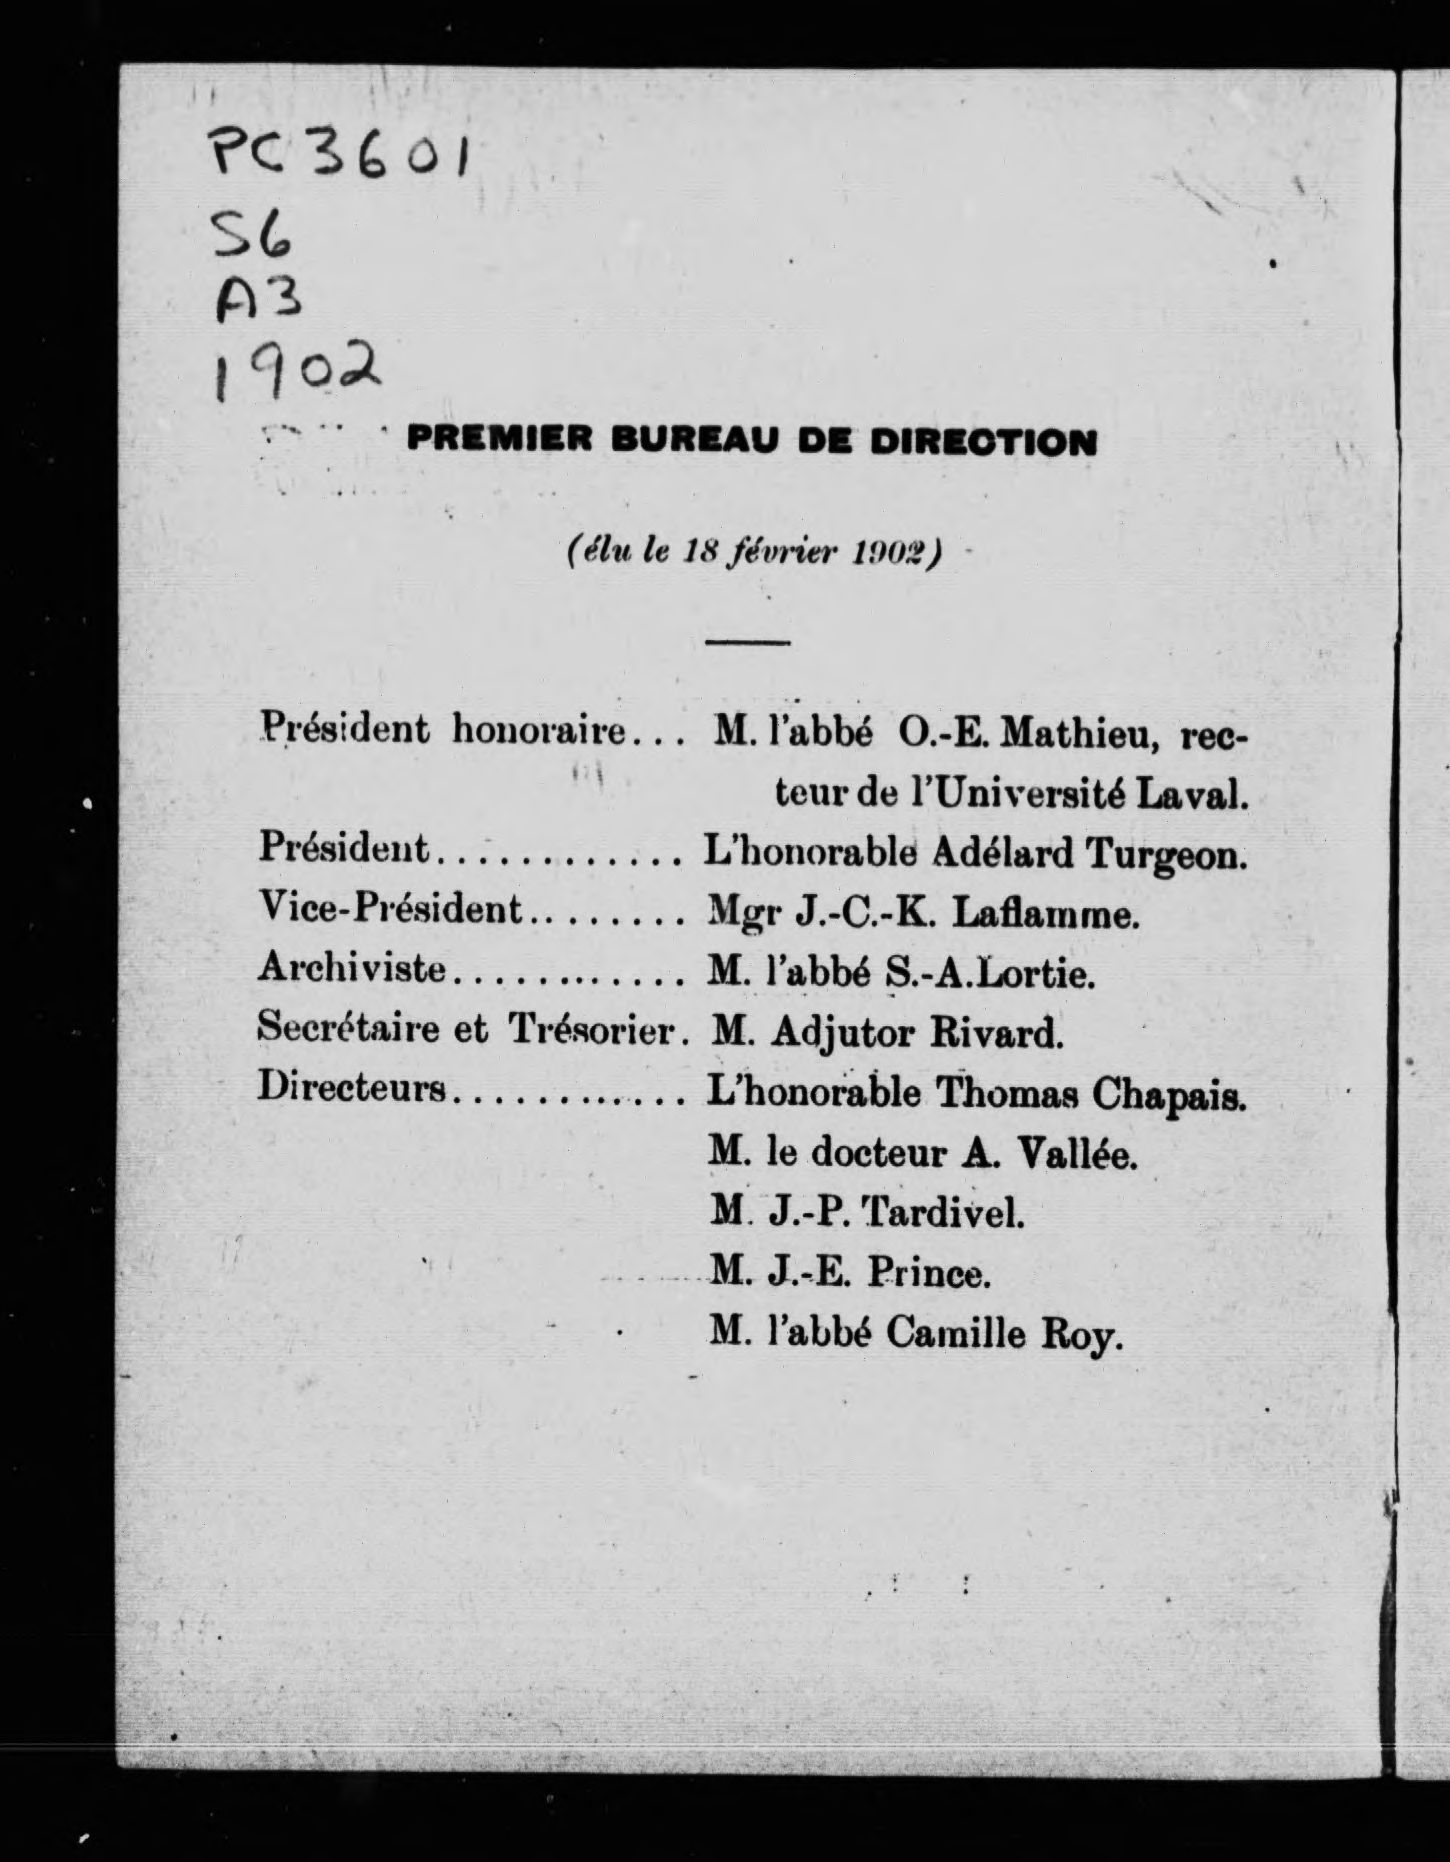 PC 3601
S6
A3
1902
PREMIER BUREAU DE DIRECTION
(élu le 18 février 1902)
Président honoraire... M. l'abbé O.-E. Mathieu, rec-
teur de l'Université Laval.
Président............ L'honorable Adélard Turgeon.
Vice-Président........ Mgr J.-C.-K. Laflamme.
Archiviste............ M. l'abbé S.-A. Lortie.
Secrétaire et Trésorier. M. Adjutor Rivard.
Directeurs............ L'honorable Thomas Chapais.
M. le docteur A. Vallée.
M. J.-P. Tardivel.
M. J.-E. Prince.
M. l'abbé Camille Roy.